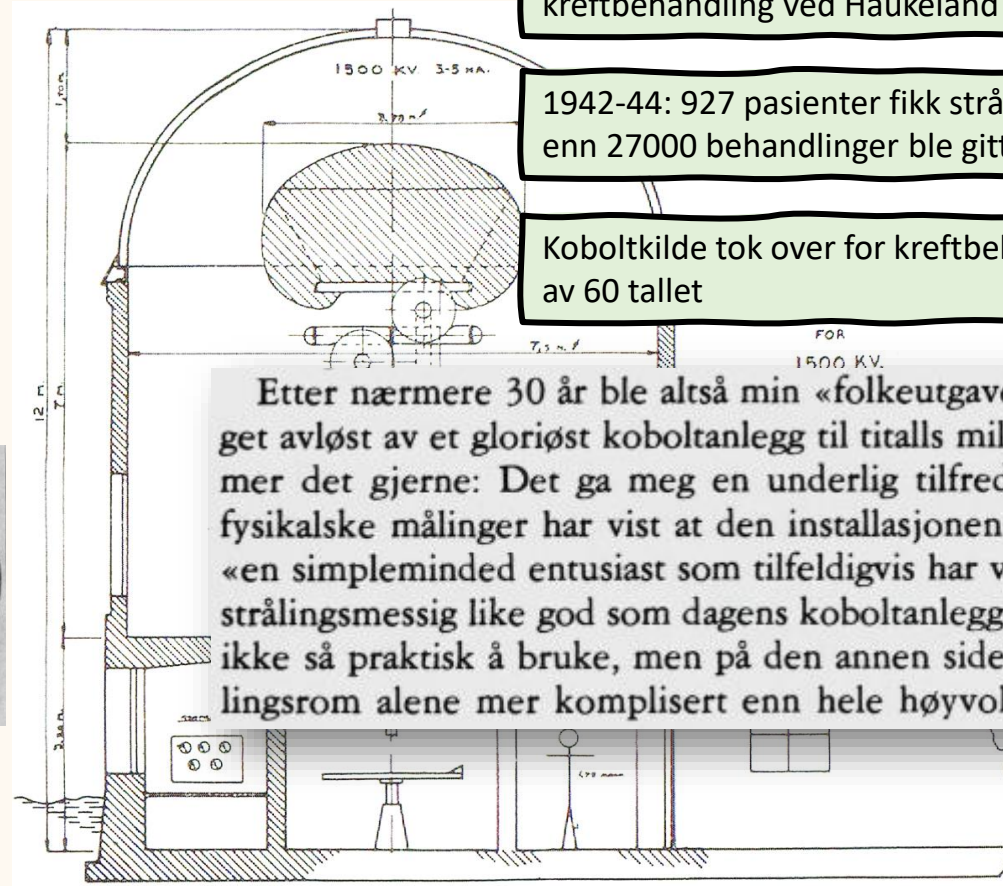 kreftbehandling ved Haukeland
1942-44: 927 pasienter fikk strå
enn 27000 behandlinger ble gitt
Koboltkilde tok over for kreftbe
av 60 tallet
1500 KV. 3-5 MA.
7,5 m ø
12 m
FOR
1500 KV.
Etter nærmere 30 år ble altså min «folkeutgav
get avløst av et gloriøst koboltanlegg til titalls mil
mer det gjerne: Det ga meg en underlig tilfred
fysikalske målinger har vist at den installasjonen
«en simpleminded entusiast som tilfeldigvis har v
strålingsmessig like god som dagens koboltanlegg
ikke så praktisk å bruke, men på den annen side
lingsrom alene mer komplisert enn hele høyvol